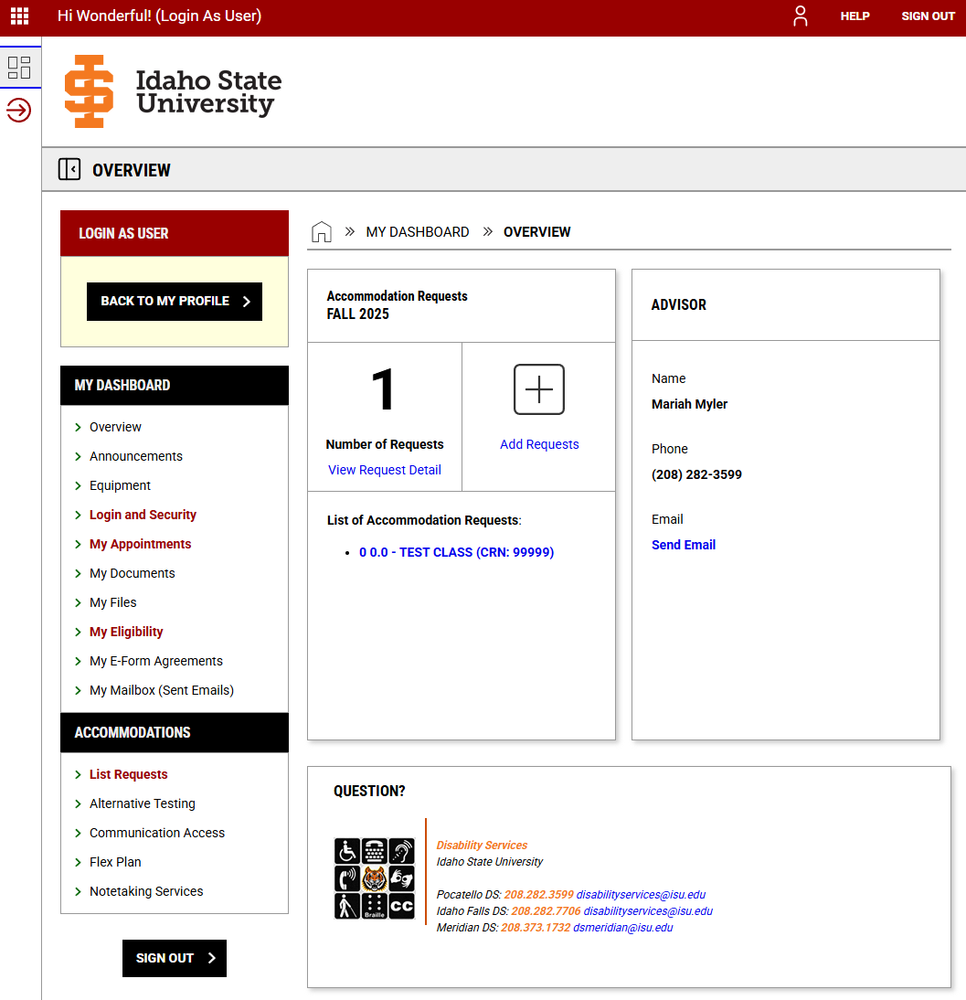 Hi Wonderful! (Login As User)
HELP
SIGN OUT
Idaho State
University
OVERVIEW
LOGIN AS USER
BACK TO MY PROFILE
MY DASHBOARD
Overview
Announcements
Equipment
Login and Security
My Appointments
My Documents
My Files
My Eligibility
My E-Form Agreements
My Mailbox (Sent Emails)
ACCOMMODATIONS
List Requests
Alternative Testing
Communication Access
Flex Plan
Notetaking Services
SIGN OUT
MY DASHBOARD » OVERVIEW
Accommodation Requests
FALL 2025
1
Number of Requests
View Request Detail
Add Requests
List of Accommodation Requests:
• 0 0.0 - TEST CLASS (CRN: 99999)
ADVISOR
Name
Mariah Myler
Phone
(208) 282-3599
Email
Send Email
QUESTION?
Braille
CC
Disability Services
Idaho State University
Pocatello DS: 208.282.3599 disabilityservices@isu.edu
Idaho Falls DS: 208.282.7706 disabilityservices@isu.edu
Meridian DS: 208.373.1732 dsmeridian@isu.edu